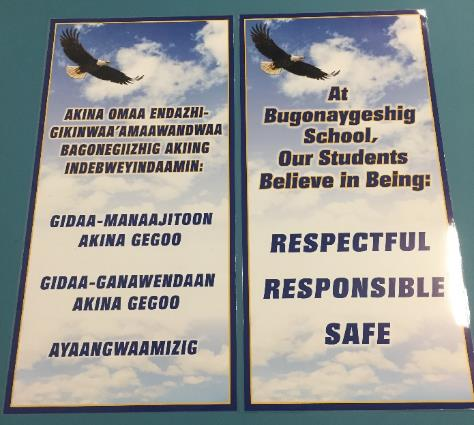 AKINA OMAA ENDAZHI-
GIKINWAA'AMAAWANDWAA
BAGONEGIIZHIG AKIING
INDEBWEYINDAAMIN:
GIDAA-MANAAJITOON
AKINA GEGOO
GIDAA-GANAWENDAAN
AKINA GEGOO
AYAANGWAAMIZIG
At
Bugonaygeshig
School,
Our Students
Believe in Being:
RESPECTFUL
RESPONSIBLE
SAFE